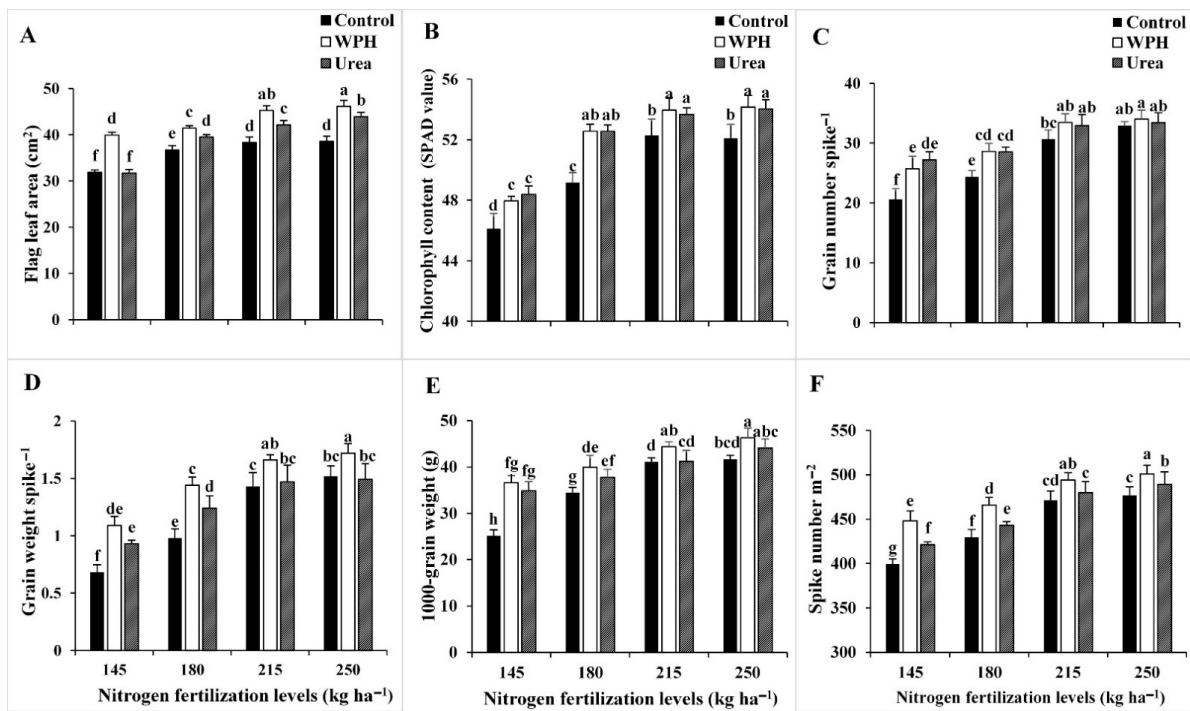 A
Control
WPH
Urea
Flag leaf area (cm²)
50
40
30
20
10
0
f d f
e c d
d a c
d a b
B
Control
WPH
Urea
Chlorophyll content (SPAD value)
56
52
48
44
40
d c c
c ab ab
b a a
b a a
C
Control
WPH
Urea
Grain number spike⁻¹
40
30
20
10
0
f e de
e cd cd
bc ab ab
ab a ab
D
Grain weight spike⁻¹
2
1.5
1
0.5
0
f de e
e c d
c ab bc
bc a bc
145 180 215 250
Nitrogen fertilization levels (kg ha⁻¹)
E
1000-grain weight (g)
50
40
30
20
10
0
h fg fg
g de ef
d ab cd
bcd a abc
145 180 215 250
Nitrogen fertilization levels (kg ha⁻¹)
F
Spike number m⁻²
550
500
450
400
350
300
g e f
f d e
cd ab c
c a b
145 180 215 250
Nitrogen fertilization levels (kg ha⁻¹)